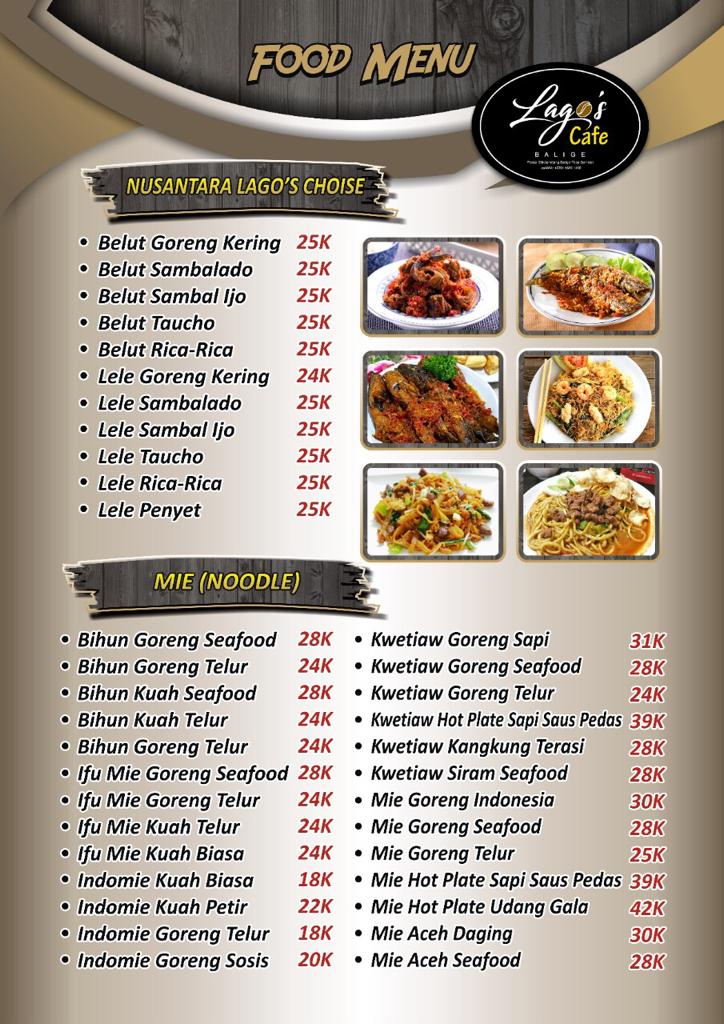 FOOD MENU
Lago's
Cafe
BALIGE
NUSANTARA LAGO'S CHOISE
• Belut Goreng Kering 25K
• Belut Sambalado 25K
• Belut Sambal Ijo 25K
• Belut Taucho 25K
• Belut Rica-Rica 25K
• Lele Goreng Kering 24K
• Lele Sambalado 25K
• Lele Sambal Ijo 25K
• Lele Taucho 25K
• Lele Rica-Rica 25K
• Lele Penyet 25K
MIE (NOODLE)
• Bihun Goreng Seafood 28K
• Bihun Goreng Telur 24K
• Bihun Kuah Seafood 28K
• Bihun Kuah Telur 24K
• Bihun Goreng Telur 24K
• Ifu Mie Goreng Seafood 28K
• Ifu Mie Goreng Telur 24K
• Ifu Mie Kuah Telur 24K
• Ifu Mie Kuah Biasa 24K
• Indomie Kuah Biasa 18K
• Indomie Kuah Petir 22K
• Indomie Goreng Telur 18K
• Indomie Goreng Sosis 20K
• Kwetiaw Goreng Sapi 31K
• Kwetiaw Goreng Seafood 28K
• Kwetiaw Goreng Telur 24K
• Kwetiaw Hot Plate Sapi Saus Pedas 39K
• Kwetiaw Kangkung Terasi 28K
• Kwetiaw Siram Seafood 28K
• Mie Goreng Indonesia 30K
• Mie Goreng Seafood 28K
• Mie Goreng Telur 25K
• Mie Hot Plate Sapi Saus Pedas 39K
• Mie Hot Plate Udang Gala 42K
• Mie Aceh Daging 30K
• Mie Aceh Seafood 28K